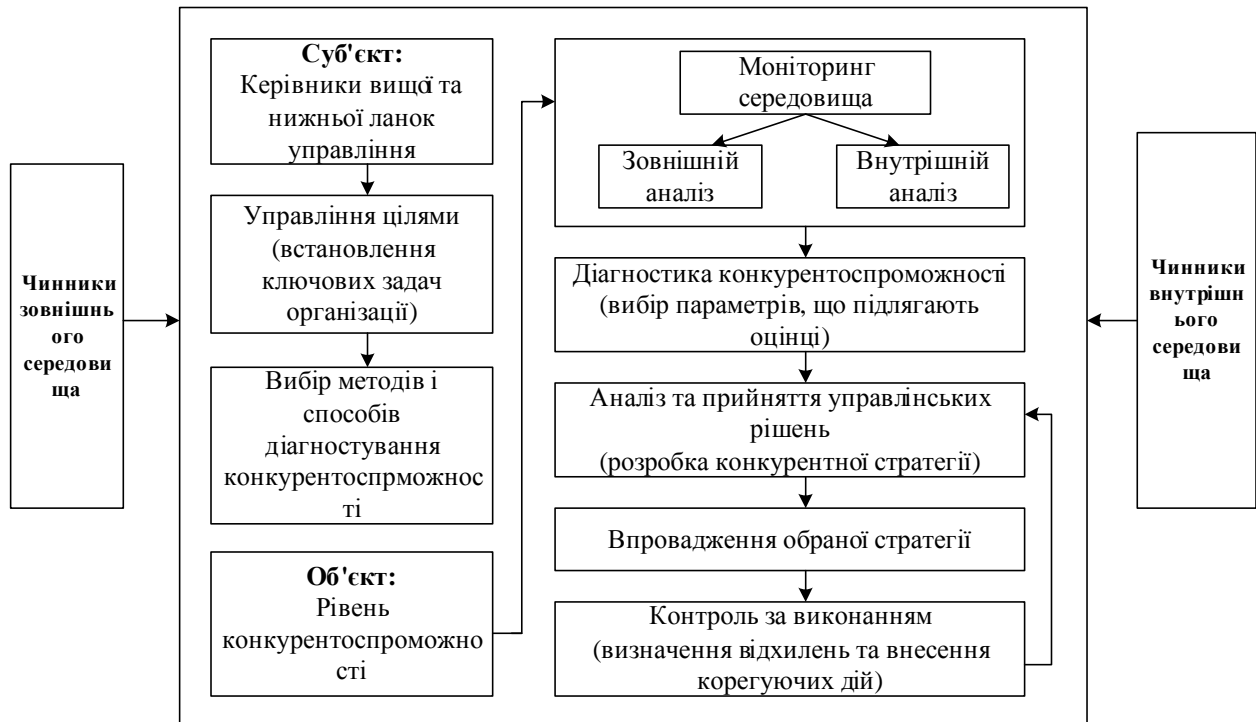 Чинники
зовнішнь
ого
середови
ща
Суб'єкт:
Керівники вищої та
нижньої ланок
управління
Управління цілями
(встановлення
ключових задач
організації)
Вибір методів і
способів
діагностування
конкурентоспрможнос
ті
Об'єкт:
Рівень
конкурентоспроможно
сті
Моніторинг
середовища
Зовнішній
аналіз
Внутрішній
аналіз
Діагностика конкурентоспроможності
(вибір параметрів, що підлягають
оцінці)
Аналіз та прийняття управлінських
рішень
(розробка конкурентної стратегії)
Впровадження обраної стратегії
Контроль за виконанням
(визначення відхилень та внесення
корегуючих дій)
Чинники
внутрішн
ього
середови
ща